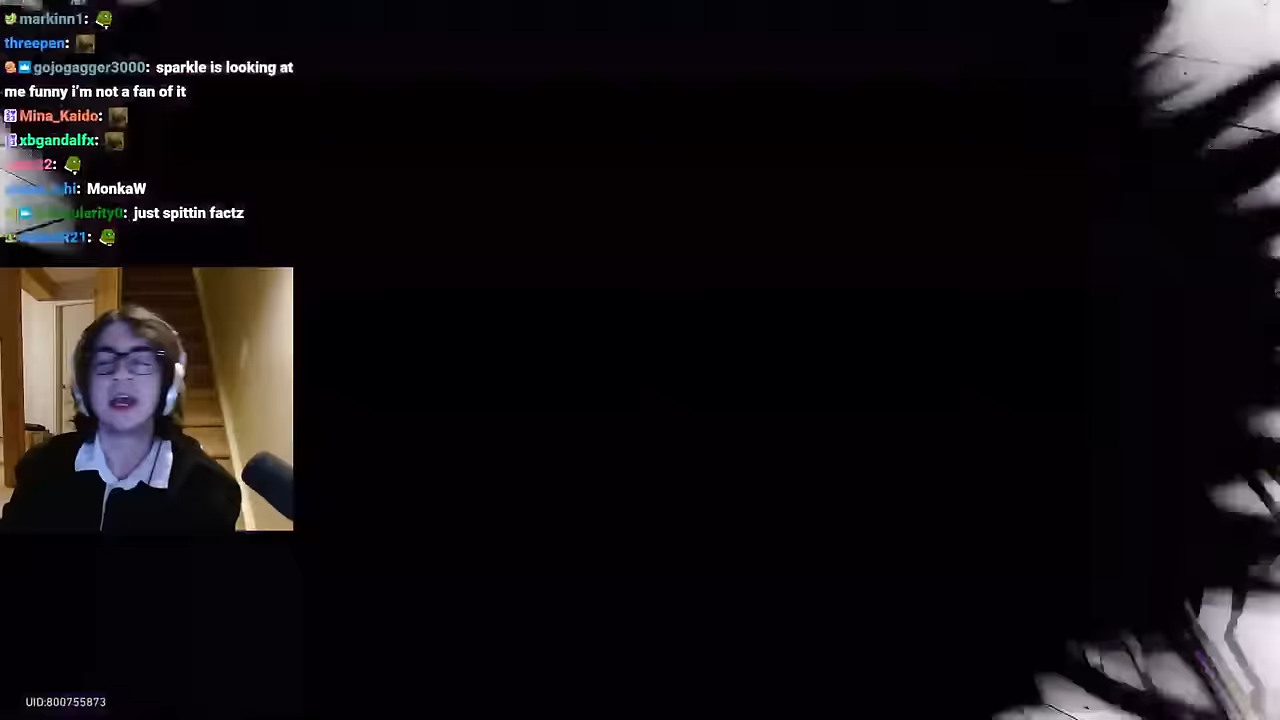 markinn1:
threepen:
gojogagger3000: sparkle is looking at
me funny i'm not a fan of it
Mina_Kaido:
xbgandalfx:
MonkaW
just spittin factz
UID:800755873